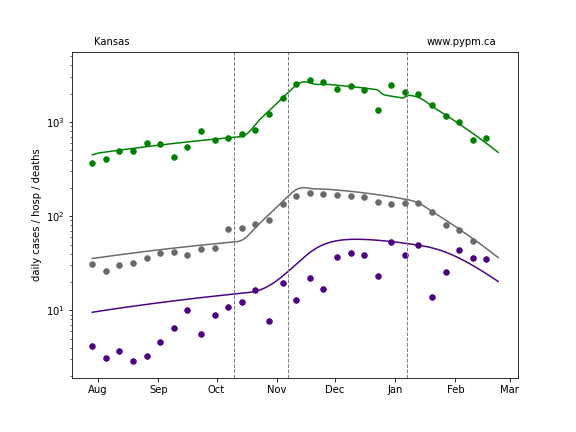 Kansas
www.pypm.ca
daily cases / hosp / deaths
10³
10²
10¹
Aug Sep Oct Nov Dec Jan Feb Mar